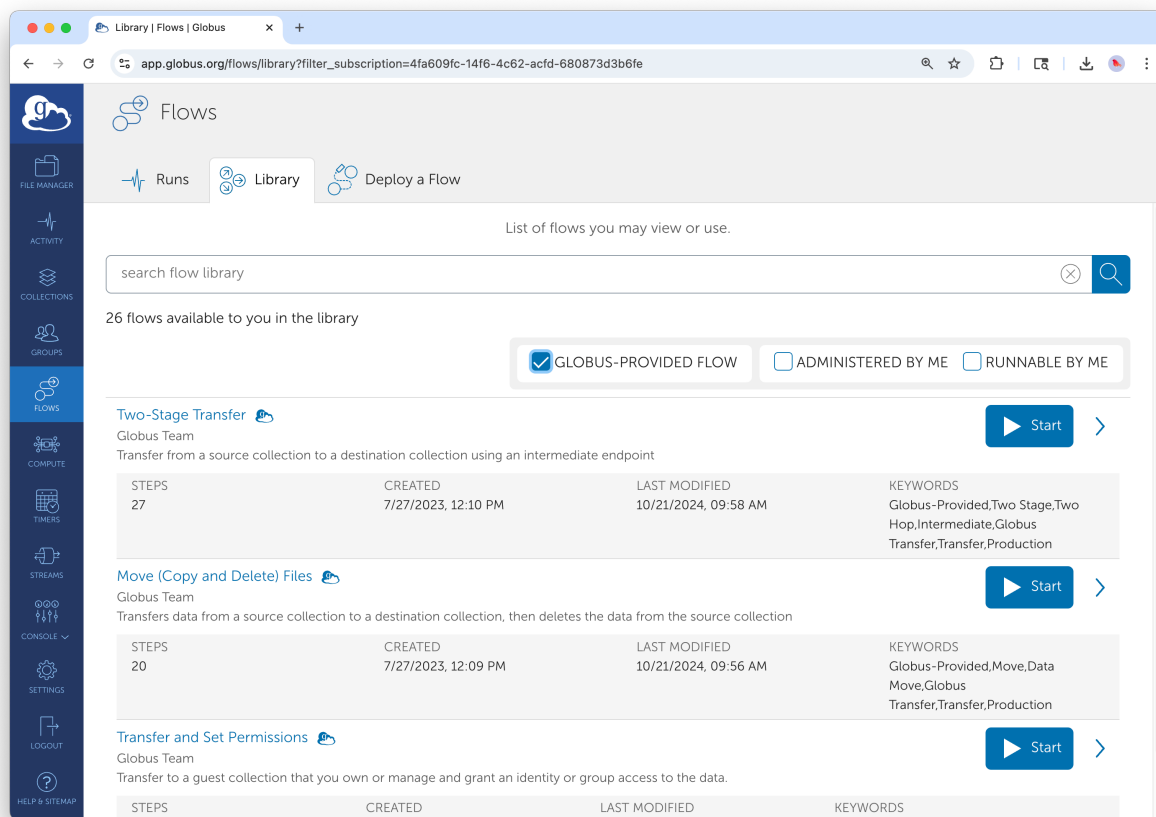 Library | Flows | Globus
app.globus.org/flows/library?filter_subscription=4fa609fc-14f6-4c62-acfd-680873d3b6fe
g
Flows
Runs
Library
Deploy a Flow
FILE MANAGER
ACTIVITY
COLLECTIONS
GROUPS
FLOWS
COMPUTE
TIMERS
STREAMS
CONSOLE
SETTINGS
LOGOUT
HELP & SITEMAP
List of flows you may view or use.
search flow library
26 flows available to you in the library
GLOBUS-PROVIDED FLOW
ADMINISTERED BY ME
RUNNABLE BY ME
Two-Stage Transfer
Globus Team
Transfer from a source collection to a destination collection using an intermediate endpoint
Start
STEPS
27
CREATED
7/27/2023, 12:10 PM
LAST MODIFIED
10/21/2024, 09:58 AM
KEYWORDS
Globus-Provided,Two Stage,Two
Hop,Intermediate,Globus
Transfer,Transfer,Production
Move (Copy and Delete) Files
Globus Team
Transfers data from a source collection to a destination collection, then deletes the data from the source collection
Start
STEPS
20
CREATED
7/27/2023, 12:09 PM
LAST MODIFIED
10/21/2024, 09:56 AM
KEYWORDS
Globus-Provided,Move,Data
Move,Globus
Transfer,Transfer,Production
Transfer and Set Permissions
Globus Team
Transfer to a guest collection that you own or manage and grant an identity or group access to the data.
Start
STEPS
CREATED
LAST MODIFIED
KEYWORDS